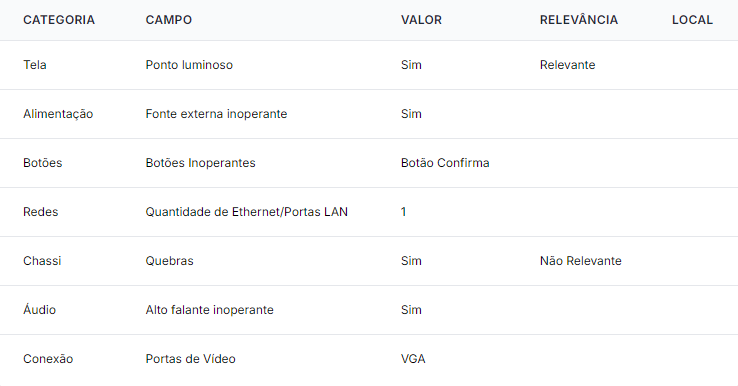 CATEGORIA CAMPO VALOR RELEVÂNCIA LOCAL
Tela Ponto luminoso Sim Relevante
Alimentação Fonte externa inoperante Sim
Botões Botões Inoperantes Botão Confirma
Redes Quantidade de Ethernet/Portas LAN 1
Chassi Quebras Sim Não Relevante
Áudio Alto falante inoperante Sim
Conexão Portas de Vídeo VGA